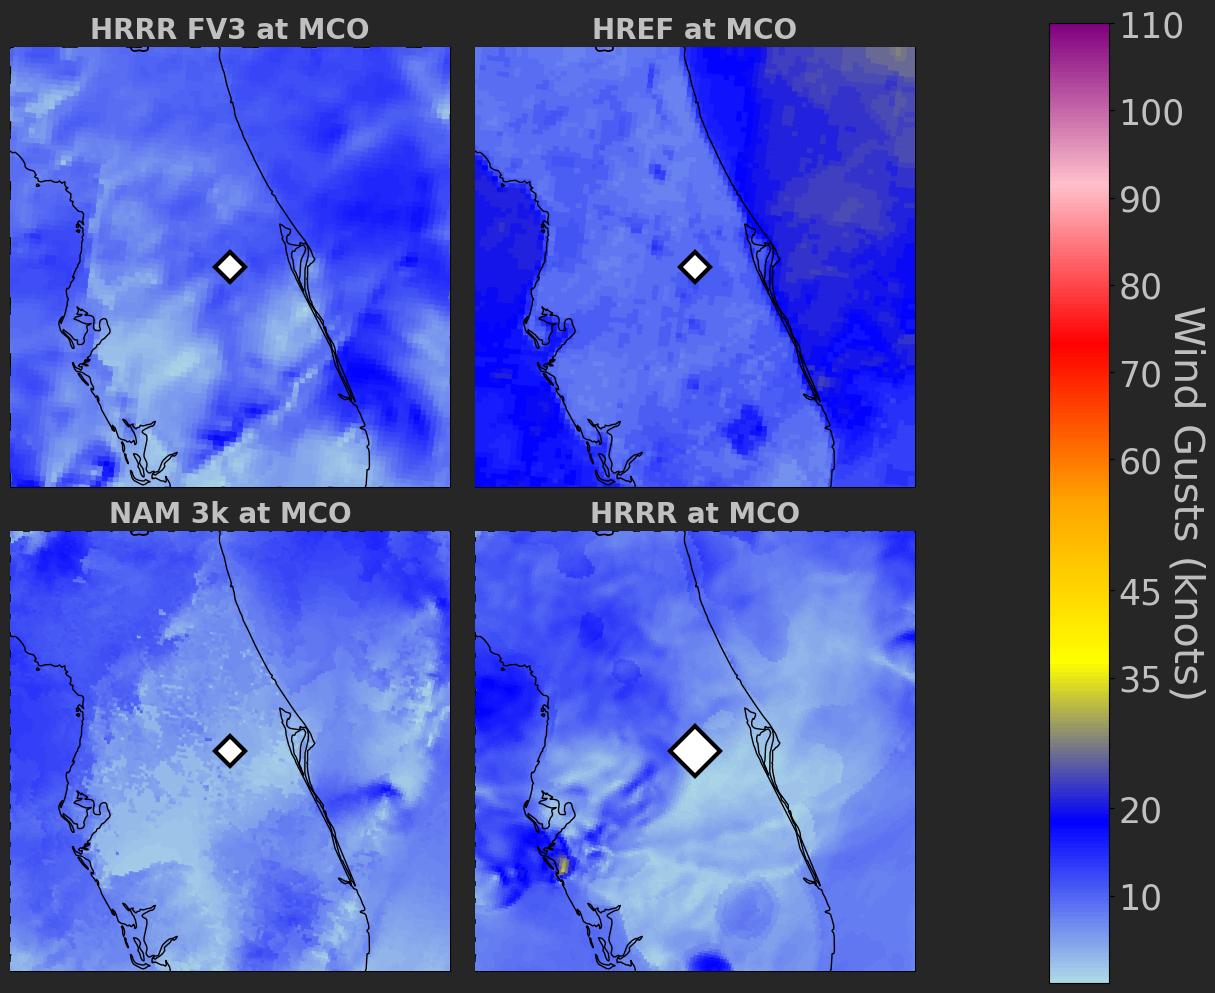 HRRR FV3 at MCO
HREF at MCO
NAM 3k at MCO
HRRR at MCO
110
100
90
80
70
60
45
35
20
10
Wind Gusts (knots)